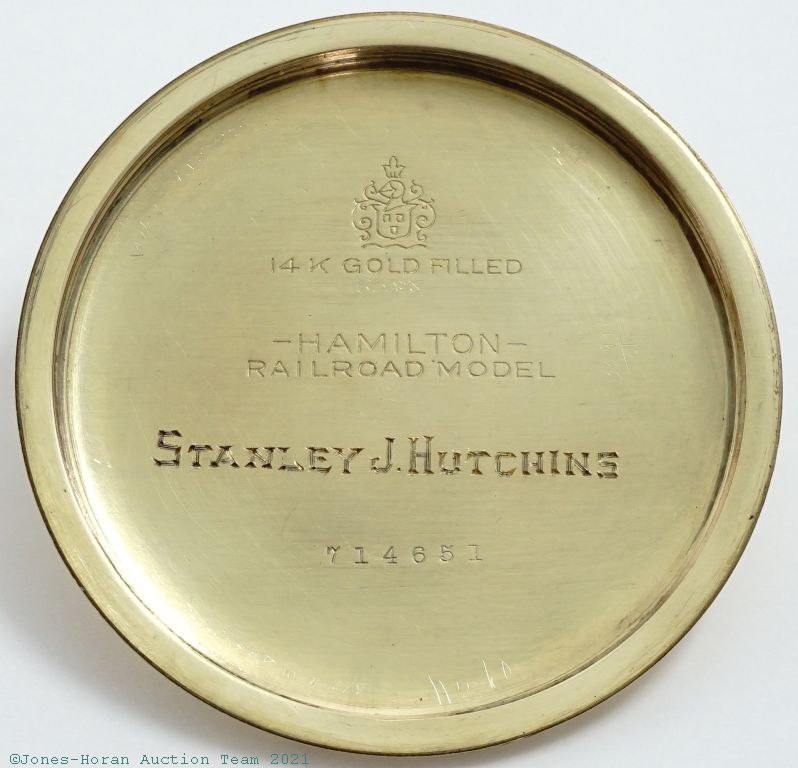 14 K GOLD FILLED
-HAMILTON-
RAILROAD MODEL
STANLEY J. HUTCHINS
714651
©Jones-Horan Auction Team 2021